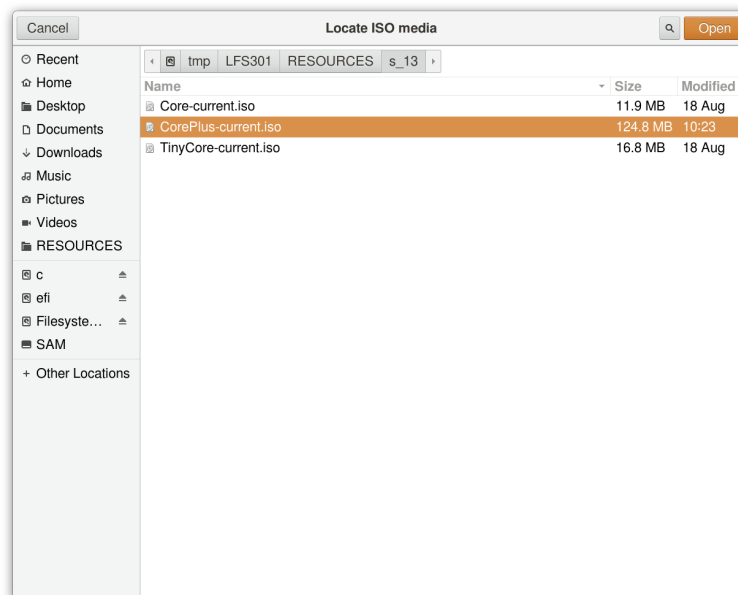 Cancel Locate ISO media Open
Recent
Home
Desktop
Documents
Downloads
Music
Pictures
Videos
RESOURCES
c
efi
Filesyste...
SAM
+ Other Locations
tmp LFS301 RESOURCES s_13
Name Size Modified
Core-current.iso 11.9 MB 18 Aug
CorePlus-current.iso 124.8 MB 10:23
TinyCore-current.iso 16.8 MB 18 Aug